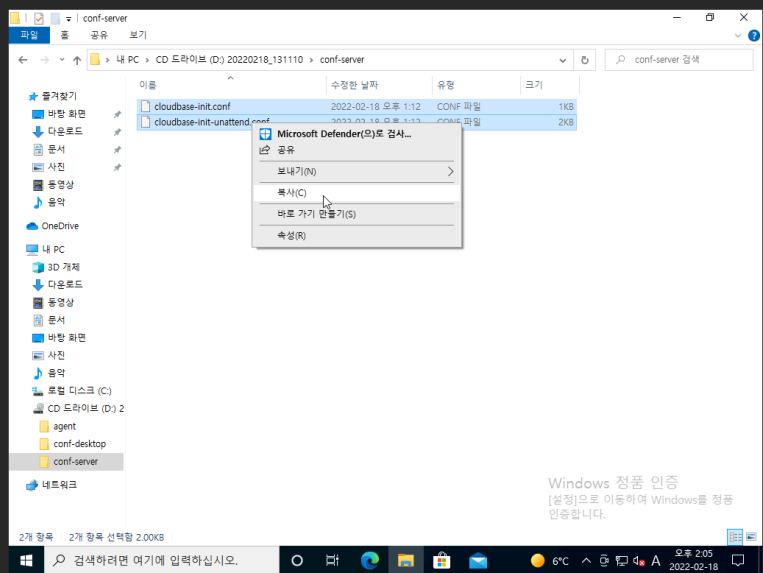 conf-server
파일 홈 공유 보기
내 PC › CD 드라이브 (D:) 20220218_131110 › conf-server
conf-server 검색
이름 수정한 날짜 유형 크기
cloudbase-init.conf 2022-02-18 오후 1:12 CONF 파일 1KB
cloudbase-init-unattend.conf 2022-02-18 오후 1:12 CONF 파일 2KB
Microsoft Defender(으)로 검사...
공유
보내기(N)
복사(C)
바로 가기 만들기(S)
속성(R)
즐겨찾기
바탕 화면
다운로드
문서
사진
동영상
음악
OneDrive
내 PC
3D 개체
다운로드
동영상
문서
바탕 화면
사진
음악
로컬 디스크 (C:)
CD 드라이브 (D:) 2
agent
conf-desktop
conf-server
네트워크
Windows 정품 인증
[설정]으로 이동하여 Windows를 정품
인증합니다.
2개 항목 2개 항목 선택함 2.00KB
검색하려면 여기에 입력하십시오.
6°C
A
오후 2:05
2022-02-18